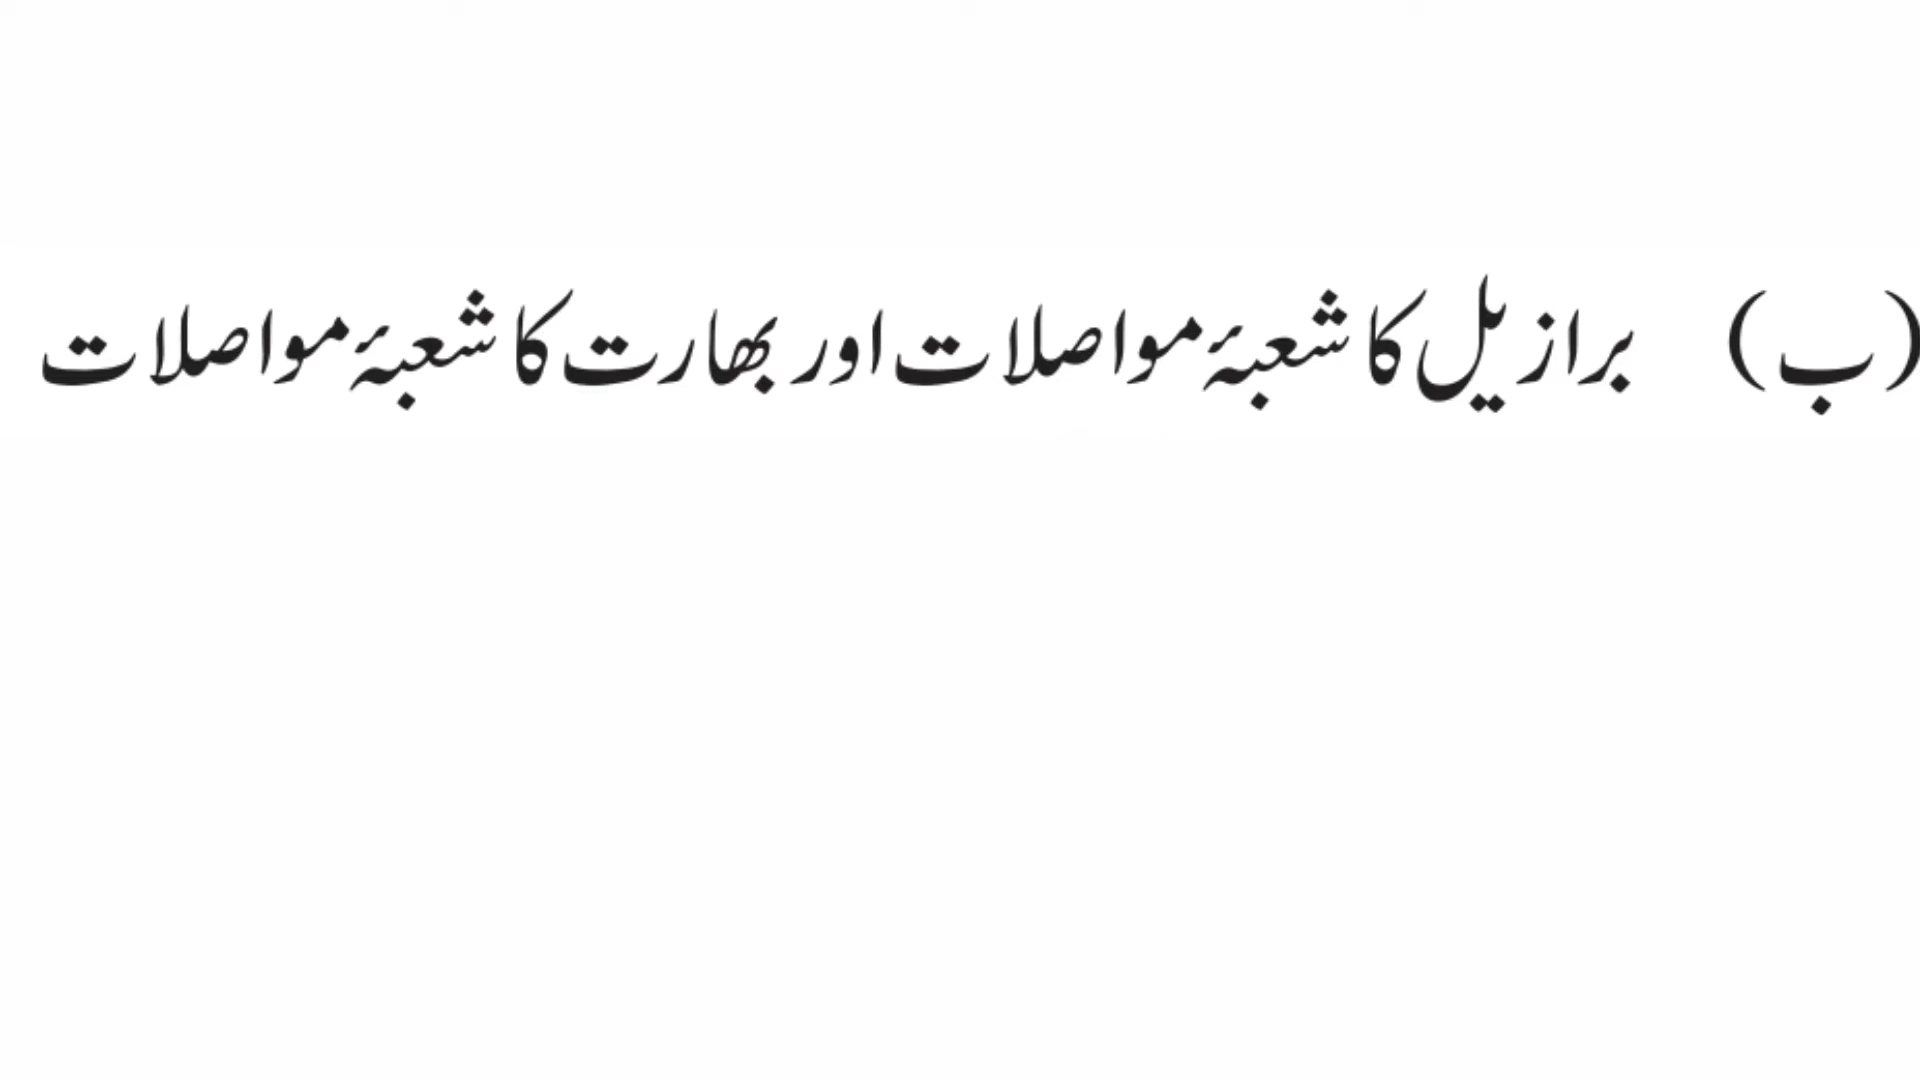 (ب) برازیل کا شعبۂ مواصلات اور بھارت کا شعبۂ مواصلات